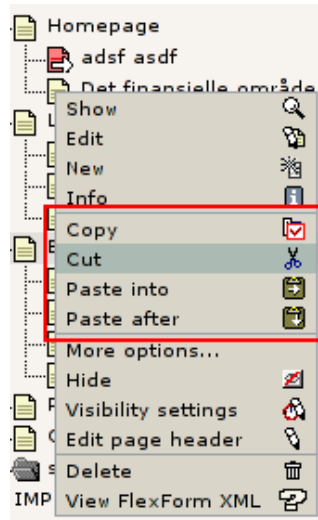 Homepage
adsf asdf
Det finansielle område
Show
Edit
New
Info
Copy
Cut
Paste into
Paste after
More options...
Hide
Visibility settings
Edit page header
Delete
IMP View FlexForm XML